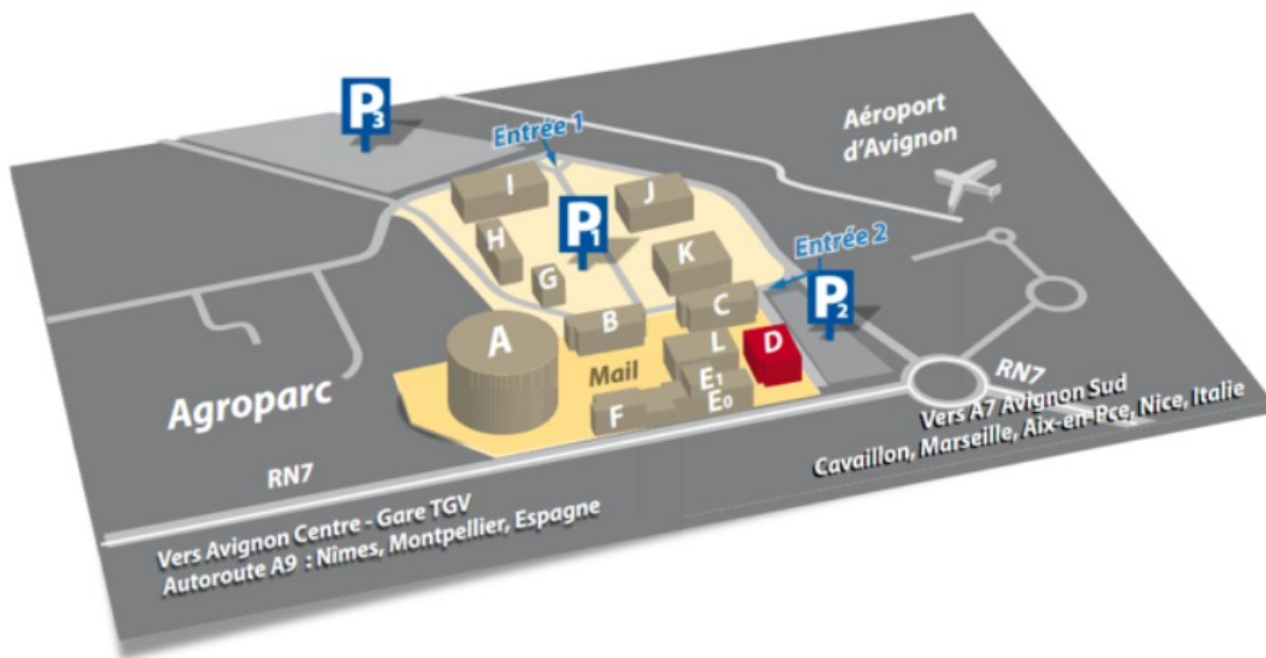 P3
Entrée 1
Aéroport
d'Avignon
I
J
H
P1
Entrée 2
K
G
P2
C
B
A
L
D
Mail
E1
E0
F
Agroparc
RN7
Vers A7 Avignon Sud
Cavaillon, Marseille, Aix-en-Pce, Nice, Italie
RN7
Vers Avignon Centre - Gare TGV
Autoroute A9 : Nîmes, Montpellier, Espagne